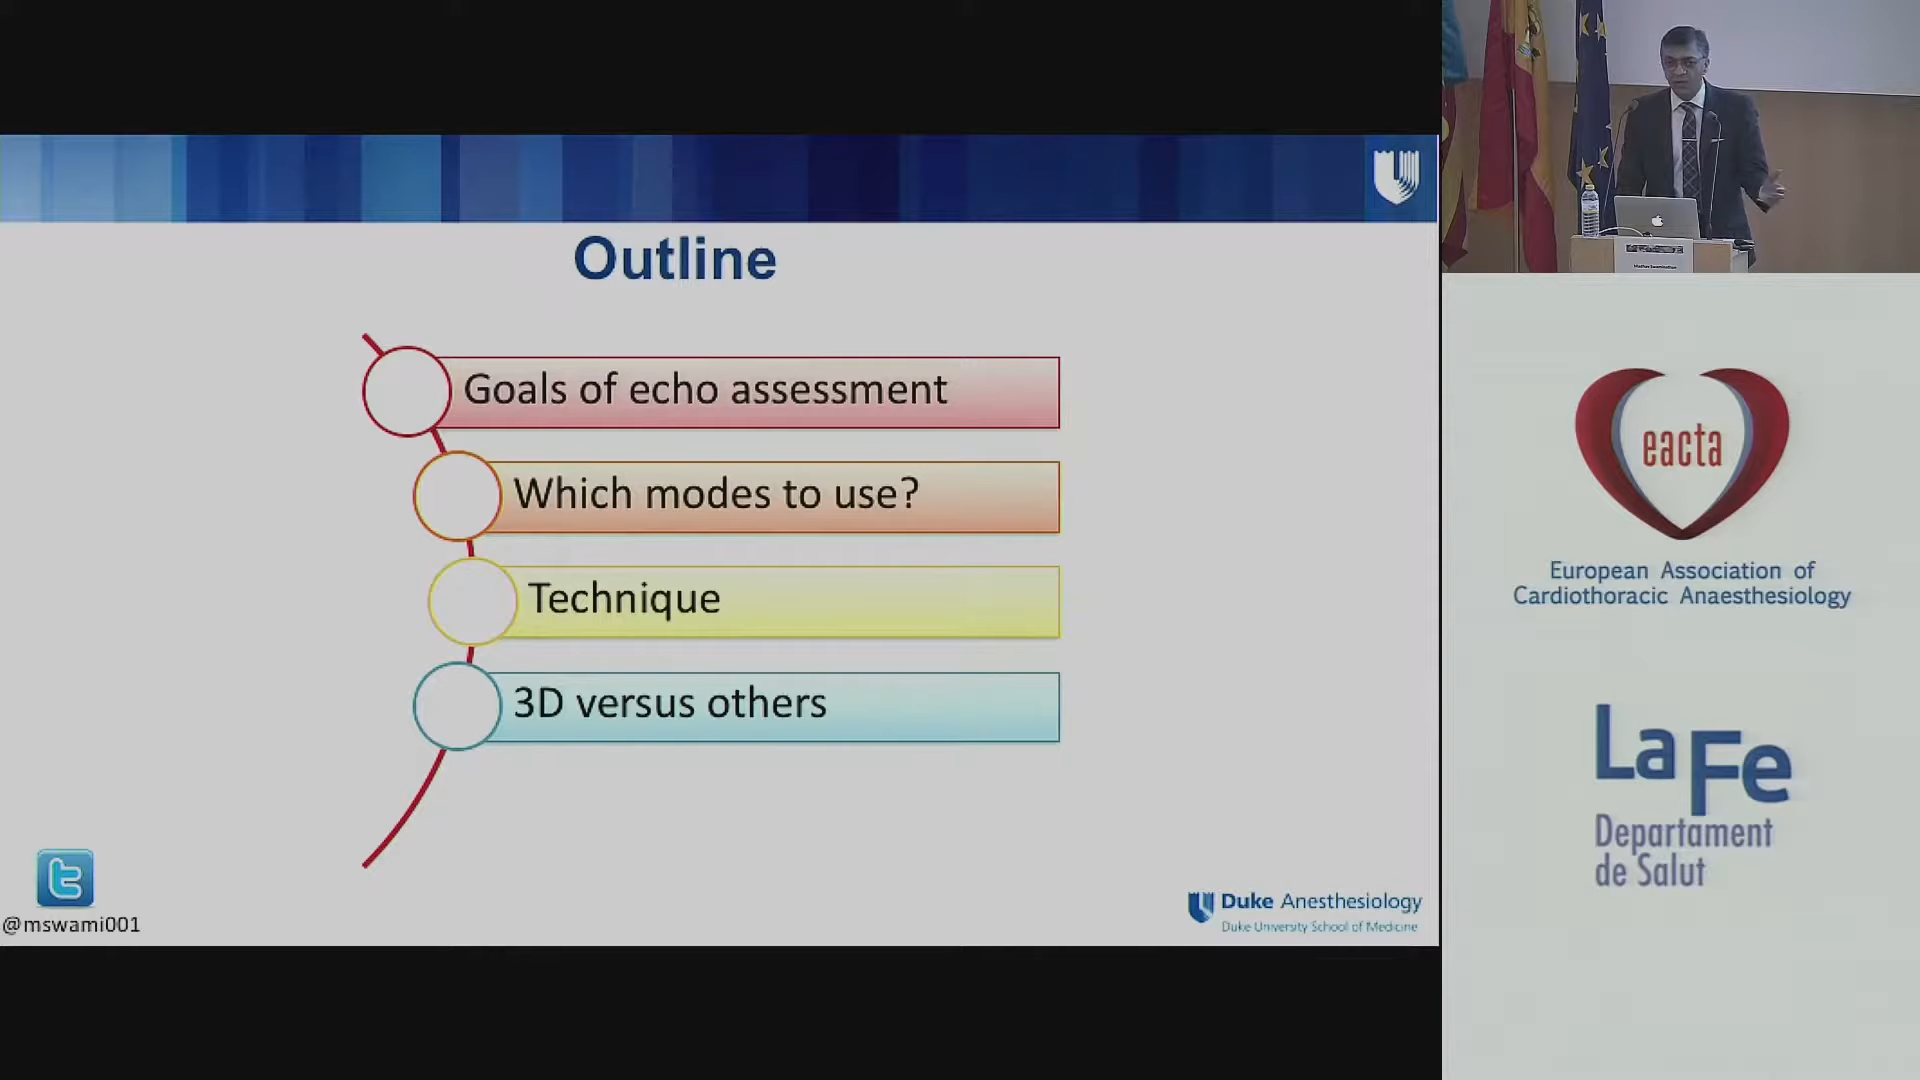 Outline
Goals of echo assessment
Which modes to use?
Technique
3D versus others
@mswami001
Duke Anesthesiology
Duke University School of Medicine
eacta
European Association of
Cardiothoracic Anaesthesiology
La Fe
Departament
de Salut